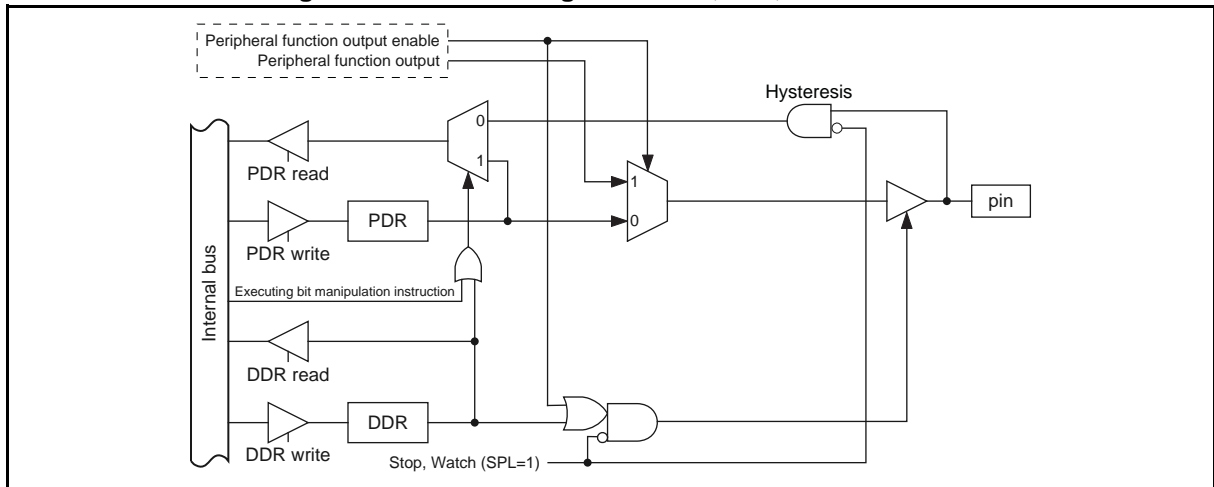 Peripheral function output enable
Peripheral function output
Hysteresis
0
1
PDR read
1
0
PDR
pin
PDR write
Internal bus
Executing bit manipulation instruction
DDR read
DDR
DDR write
Stop, Watch (SPL=1)